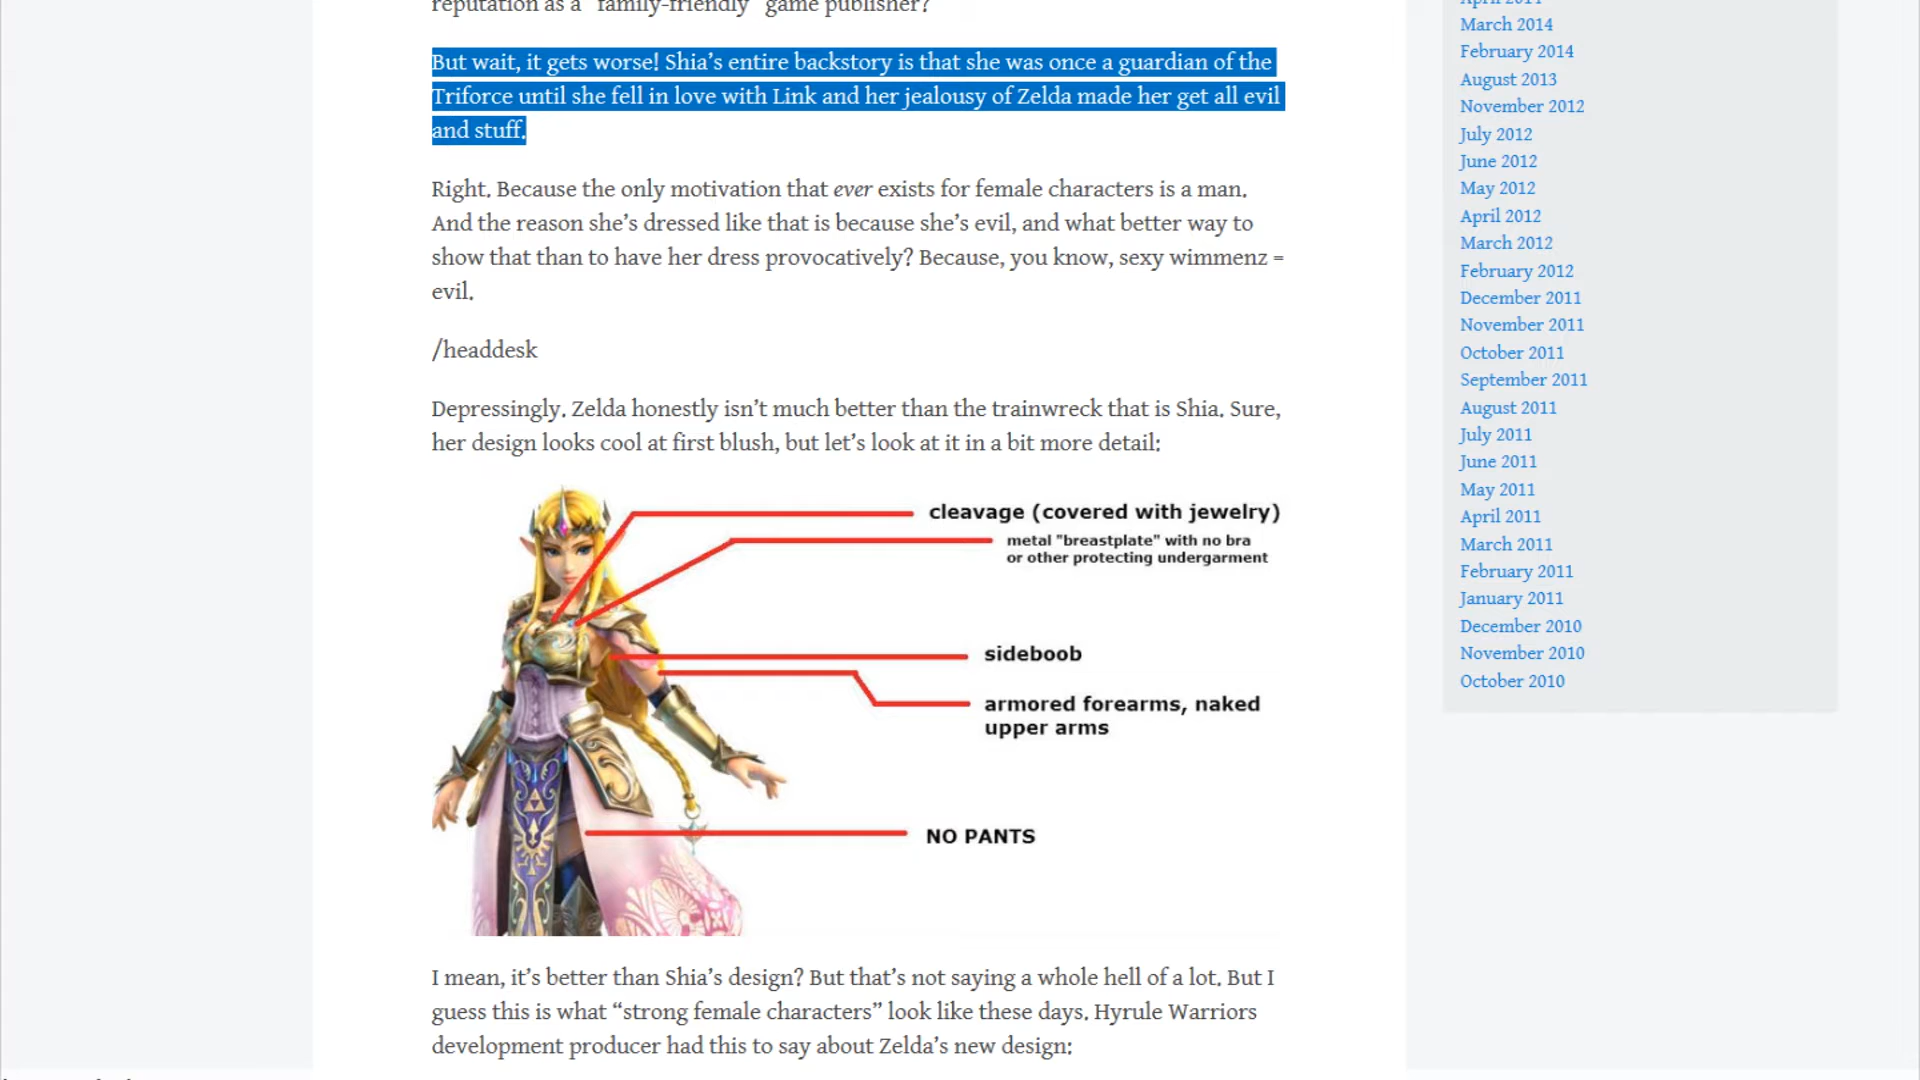 reputation as a "family-friendly" game publisher?
But wait, it gets worse! Shia’s entire backstory is that she was once a guardian of the
Triforce until she fell in love with Link and her jealousy of Zelda made her get all evil
and stuff.
Right. Because the only motivation that ever exists for female characters is a man.
And the reason she’s dressed like that is because she’s evil, and what better way to
show that than to have her dress provocatively? Because, you know, sexy wimmenz =
evil.
/headdesk
Depressingly. Zelda honestly isn’t much better than the trainwreck that is Shia. Sure,
her design looks cool at first blush, but let’s look at it in a bit more detail:
cleavage (covered with jewelry)
metal "breastplate" with no bra
or other protecting undergarment
sideboob
armored forearms, naked
upper arms
NO PANTS
I mean, it’s better than Shia’s design? But that’s not saying a whole hell of a lot. But I
guess this is what “strong female characters” look like these days. Hyrule Warriors
development producer had this to say about Zelda’s new design:
April 2014
March 2014
February 2014
August 2013
November 2012
July 2012
June 2012
May 2012
April 2012
March 2012
February 2012
December 2011
November 2011
October 2011
September 2011
August 2011
July 2011
June 2011
May 2011
April 2011
March 2011
February 2011
January 2011
December 2010
November 2010
October 2010